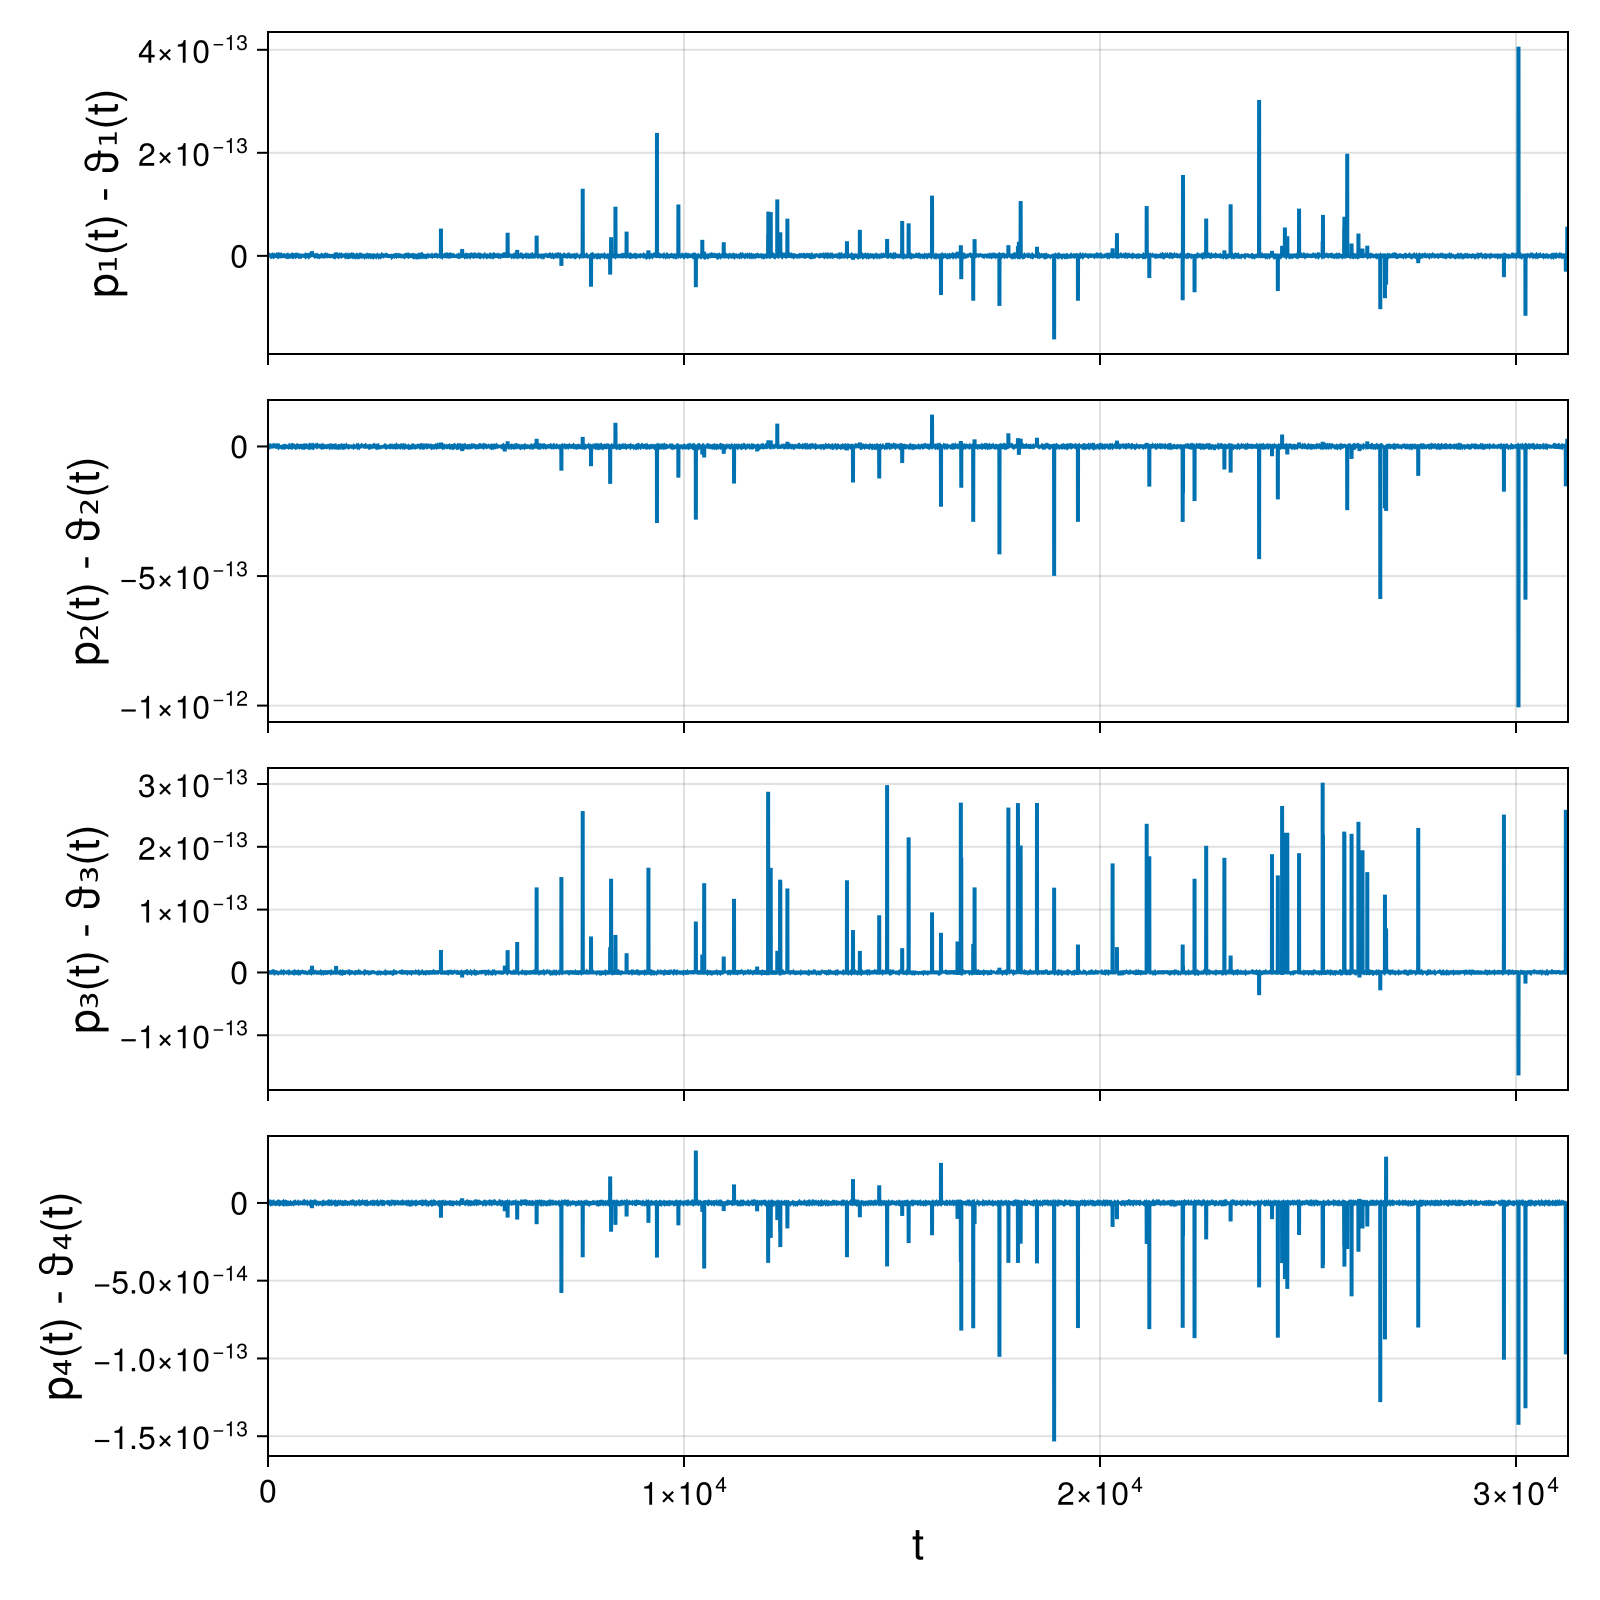 p₁(t) - ϑ₁(t)
4×10⁻¹³
2×10⁻¹³
0
p₂(t) - ϑ₂(t)
0
−5×10⁻¹³
−1×10⁻¹²
p₃(t) - ϑ₃(t)
3×10⁻¹³
2×10⁻¹³
1×10⁻¹³
0
−1×10⁻¹³
p₄(t) - ϑ₄(t)
0
−5.0×10⁻¹⁴
−1.0×10⁻¹³
−1.5×10⁻¹³
0 1×10⁴ 2×10⁴ 3×10⁴
t